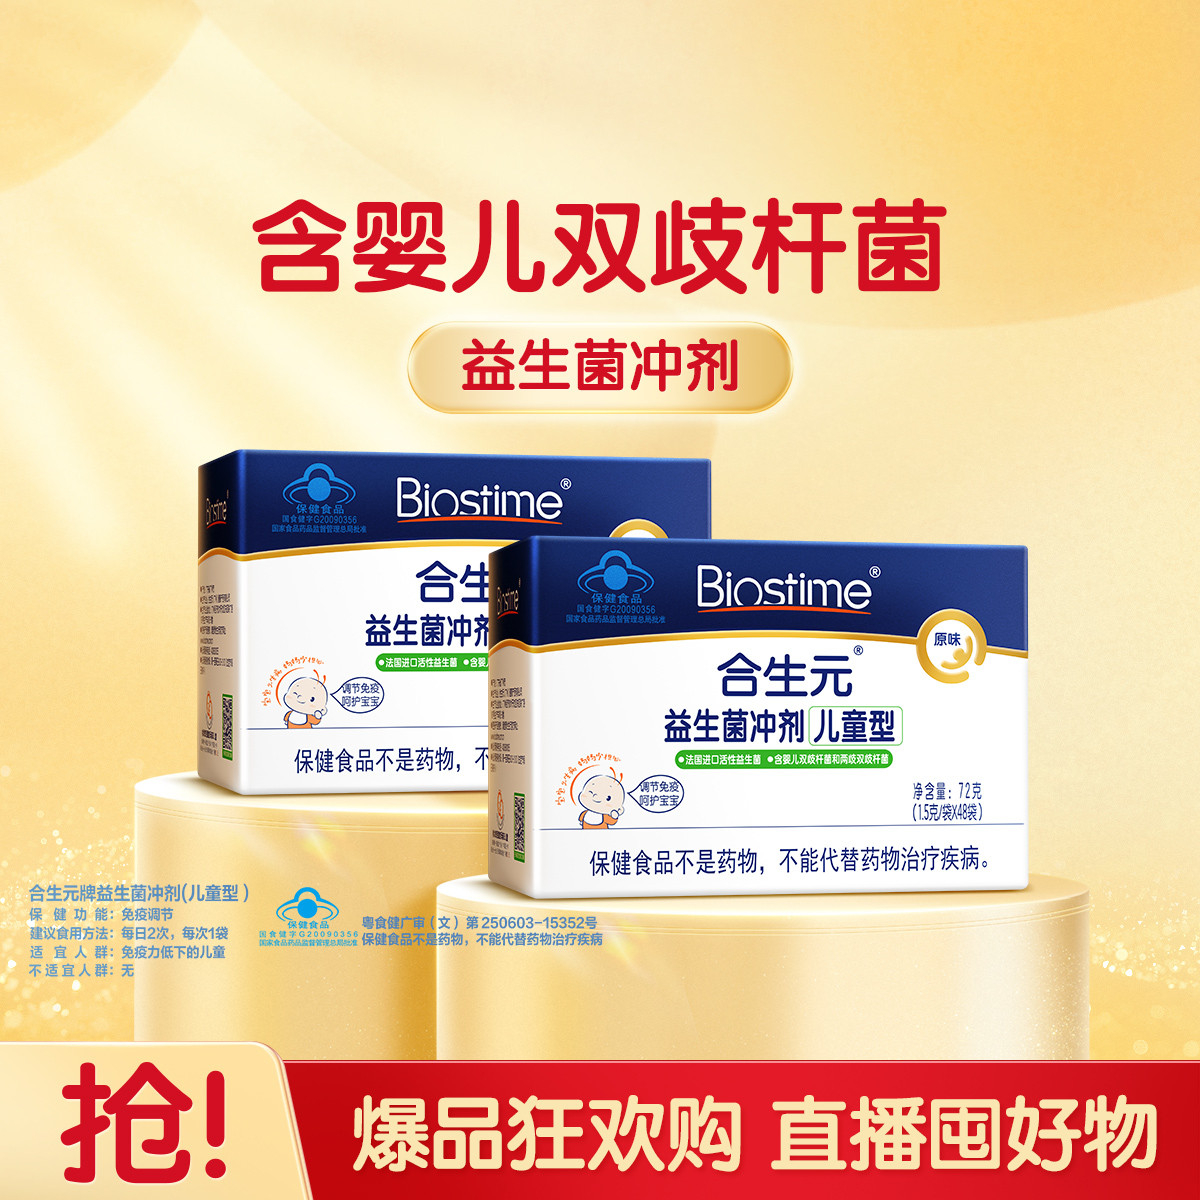 含婴儿双歧杆菌
益生菌冲剂
保健食品
国食健字G20090356
国家食品药品监督管理总局批准
Biostime®
Biostime
合生
益生菌冲剂
法国进口活性益生菌 • 含婴儿
调节免疫
呵护宝宝
保健食品不是药物，不
保健食品
国食健字G20090356
国家食品药品监督管理总局批准
Biostime®
Biostime
原味
合生元®
益生菌冲剂 儿童型
• 法国进口活性益生菌 • 含婴儿双歧杆菌和两歧双歧杆菌
调节免疫
呵护宝宝
净含量：72克
(1.5克/袋X48袋)
保健食品不是药物，不能代替药物治疗疾病。
合生元牌益生菌冲剂(儿童型)
保健功能：免疫调节
建议食用方法：每日2次，每次1袋
适宜人群：免疫力低下的儿童
不适宜人群：无
保健食品
国食健字G20090356
国家食品药品监督管理总局批准
粤食健广审（文）第250603-15352号
保健食品不是药物，不能代替药物治疗疾病
抢！
爆品狂欢购 直播囤好物